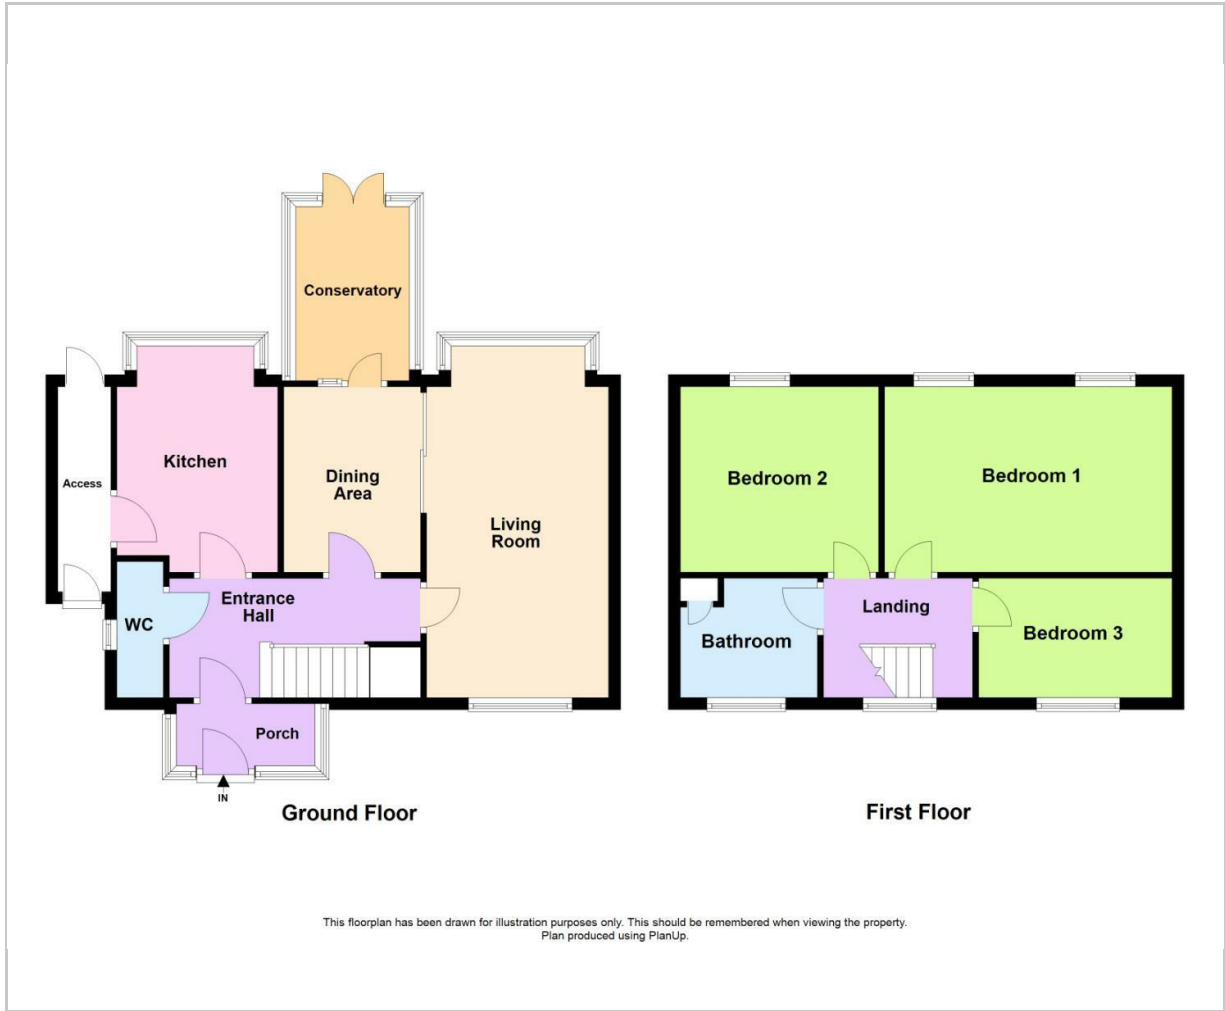 Conservatory
Kitchen
Access
Dining
Area
Living
Room
Entrance
Hall
WC
Porch
IN
Ground Floor
Bedroom 2
Bedroom 1
Landing
Bathroom
Bedroom 3
First Floor
This floorplan has been drawn for illustration purposes only. This should be remembered when viewing the property.
Plan produced using PlanUp.